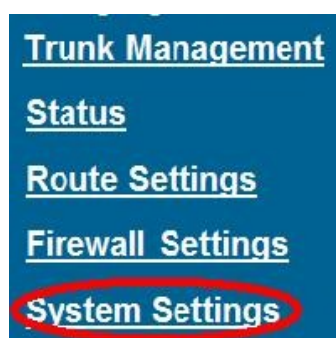 Trunk Management
Status
Route Settings
Firewall Settings
System Settings